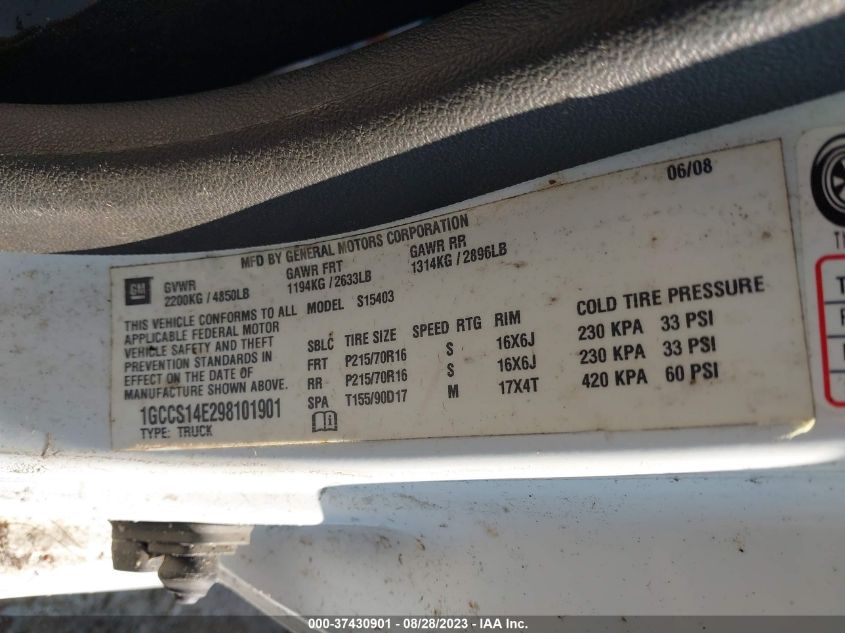 06/08
MFD BY GENERAL MOTORS CORPORATION
GM
GVWR GAWR FRT GAWR RR
2200KG / 4850LB 1194KG / 2633LB 1314KG / 2896LB
THIS VEHICLE CONFORMS TO ALL
APPLICABLE FEDERAL MOTOR
VEHICLE SAFETY AND THEFT
PREVENTION STANDARDS IN
EFFECT ON THE DATE OF
MANUFACTURE SHOWN ABOVE.
1GCCS14E298101901
TYPE: TRUCK
MODEL S15403
SBLC TIRE SIZE SPEED RTG RIM COLD TIRE PRESSURE
FRT P215/70R16 S 16X6J 230 KPA 33 PSI
RR P215/70R16 S 16X6J 230 KPA 33 PSI
SPA T155/90D17 M 17X4T 420 KPA 60 PSI
000-37430901 - 08/28/2023 - IAA Inc.